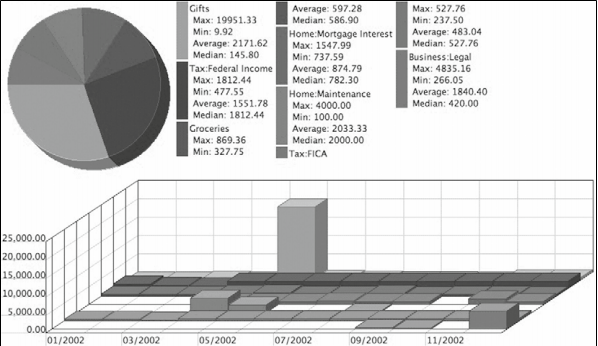 Gifts
Max: 19951.33
Min: 9.92
Average: 2171.62
Median: 145.80
Tax:Federal Income
Max: 1812.44
Min: 477.55
Average: 1551.78
Median: 1812.44
Groceries
Max: 869.36
Min: 327.75
Average: 597.28
Median: 586.90
Home:Mortgage Interest
Max: 1547.99
Min: 737.59
Average: 874.79
Median: 782.30
Home:Maintenance
Max: 4000.00
Min: 100.00
Average: 2033.33
Median: 2000.00
Tax:FICA
Max: 527.76
Min: 237.50
Average: 483.04
Median: 527.76
Business:Legal
Max: 4835.16
Min: 266.05
Average: 1840.40
Median: 420.00
25,000.00
20,000.00
15,000.00
10,000.00
5,000.00
0.00
01/2002 03/2002 05/2002 07/2002 09/2002 11/2002